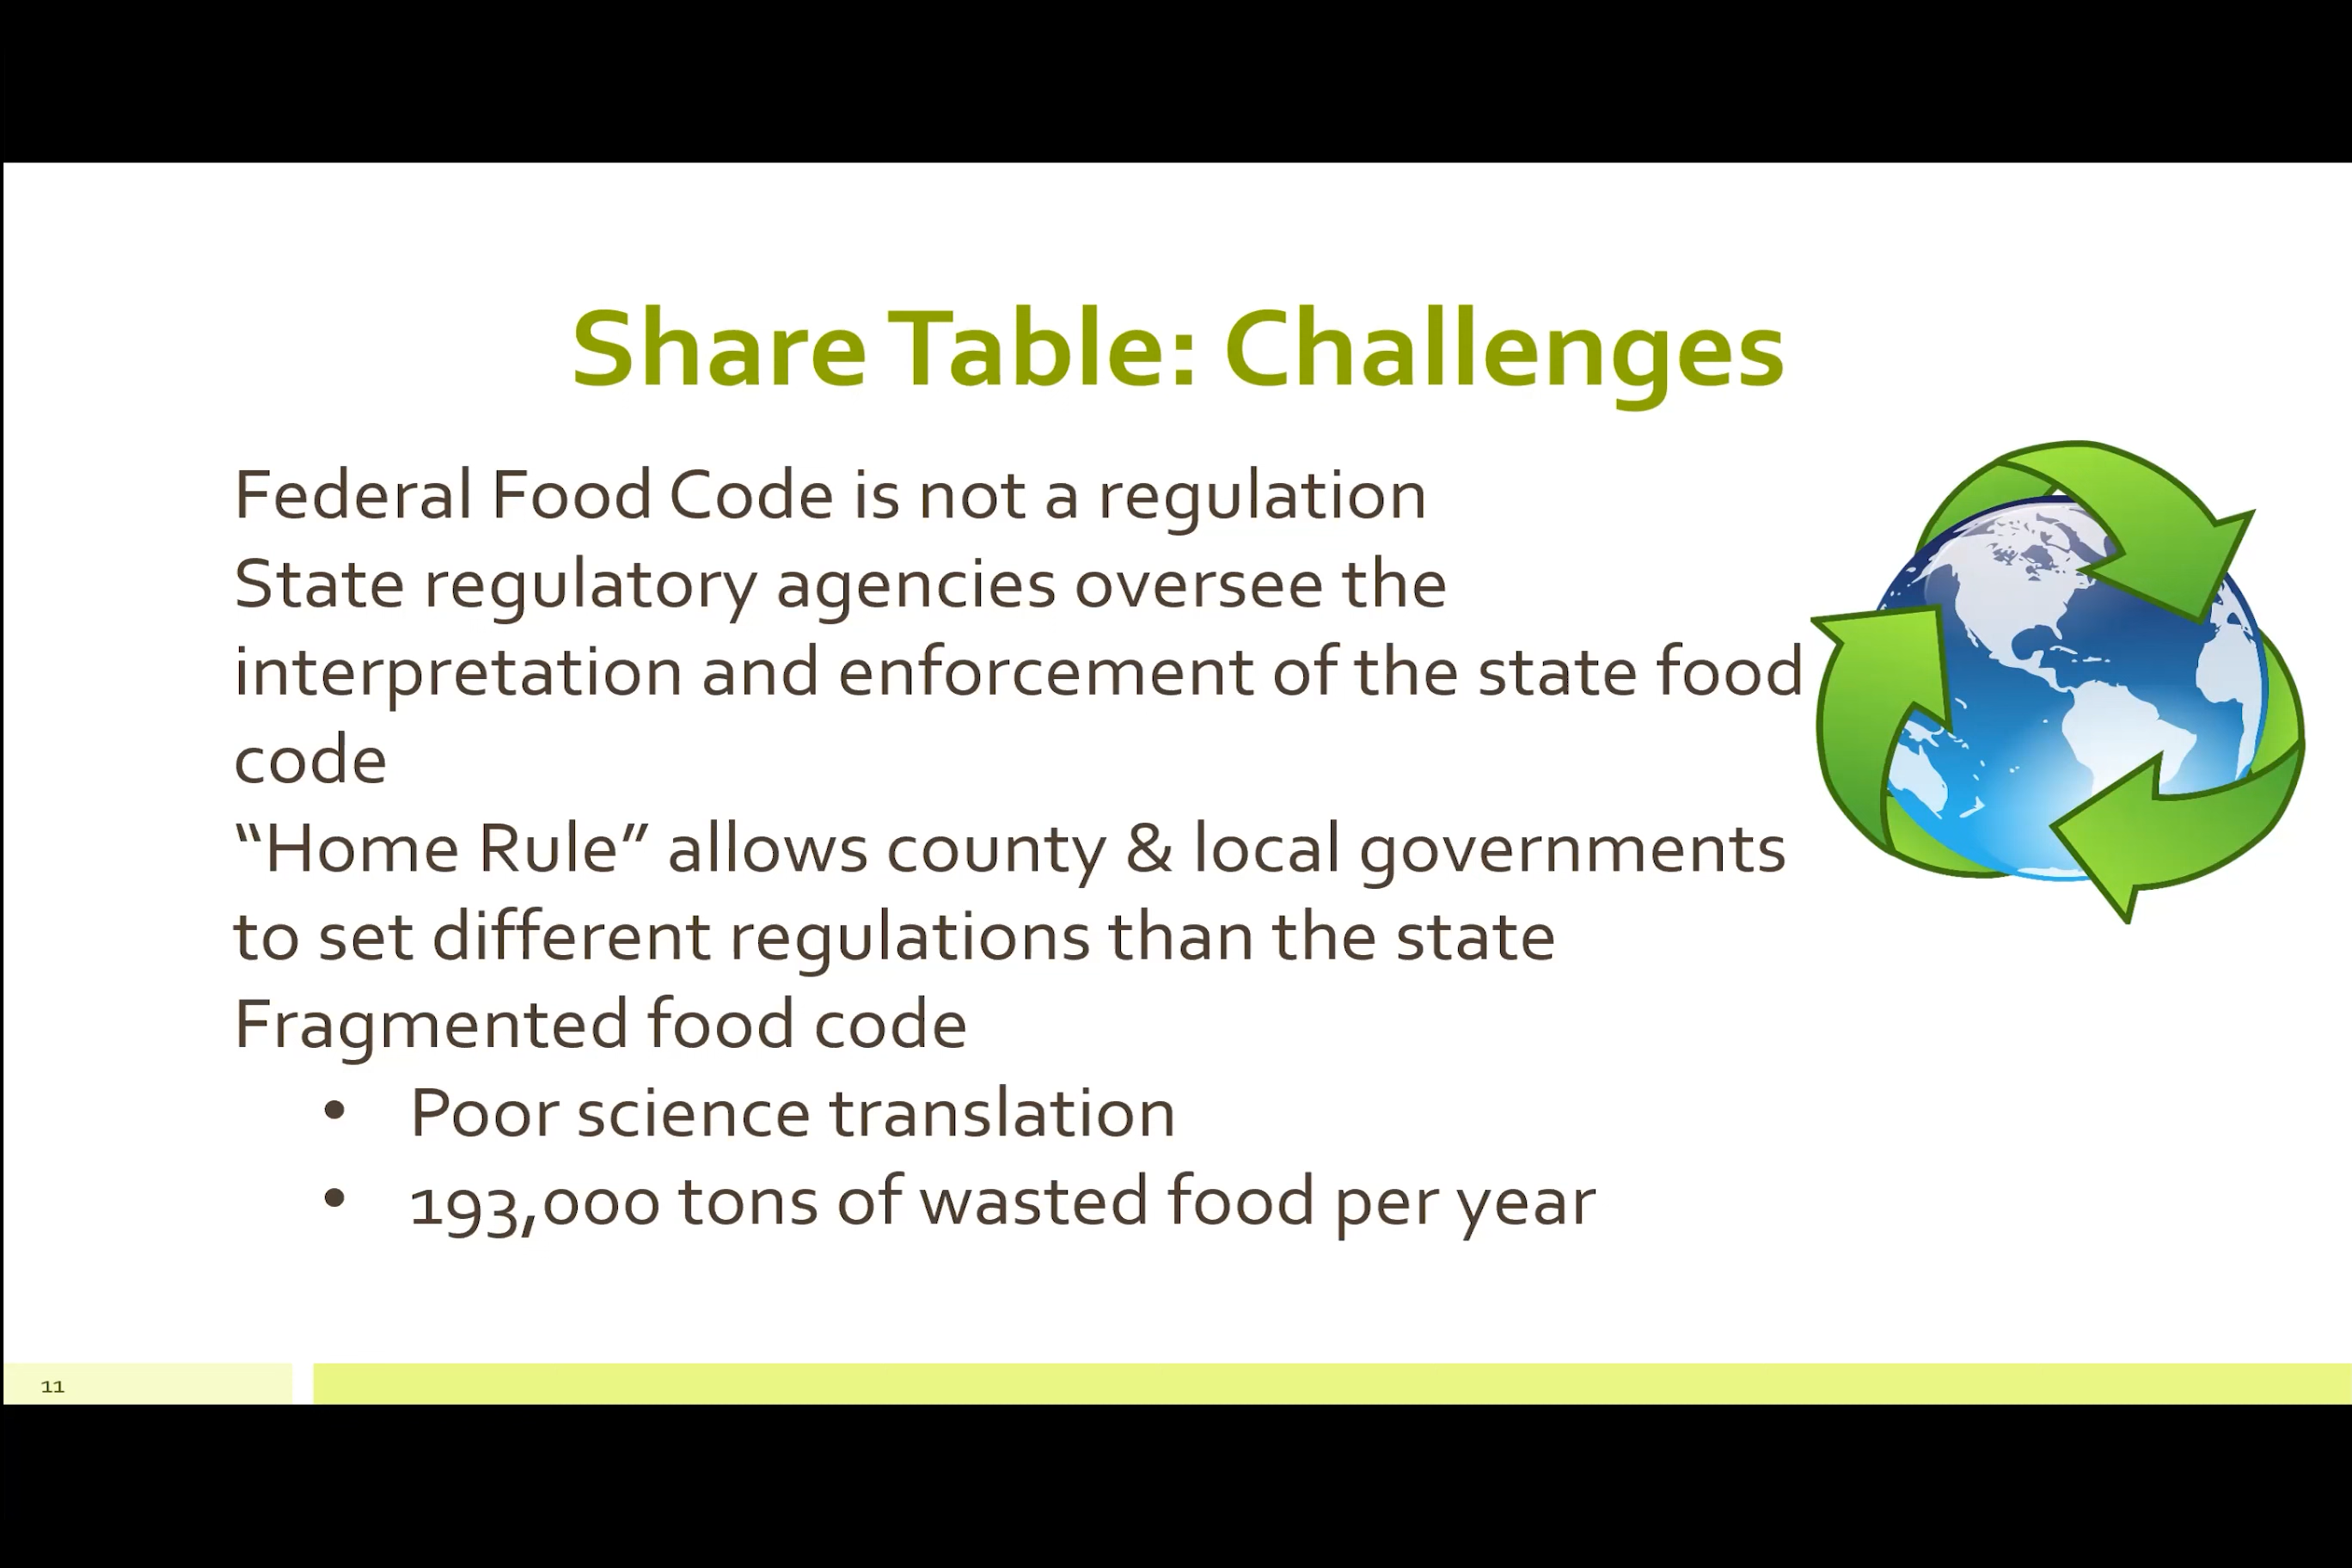 Share Table: Challenges
Federal Food Code is not a regulation
State regulatory agencies oversee the
interpretation and enforcement of the state food
code
“Home Rule” allows county & local governments
to set different regulations than the state
Fragmented food code
• Poor science translation
• 193,000 tons of wasted food per year
11